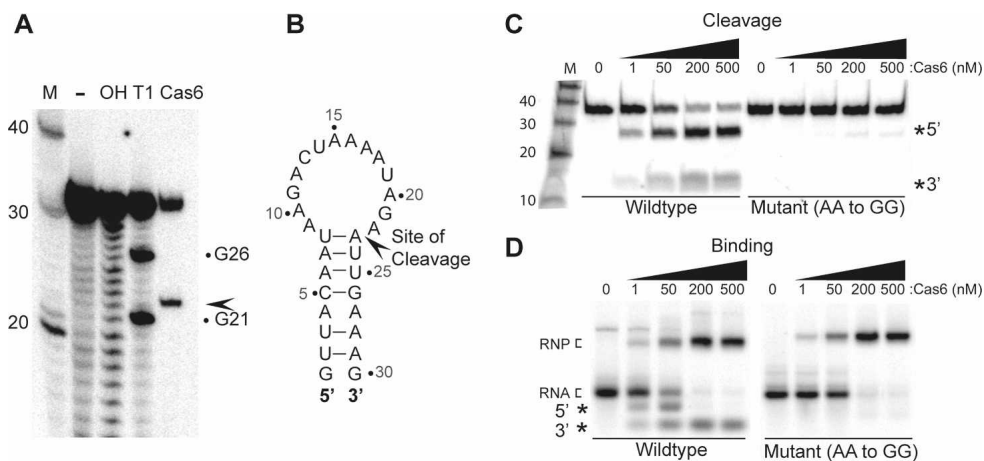 A
M – OH T1 Cas6
40
30
20
G26
G21
B
15
C U A A A A
A U
G A 20
10 A G
A A
U A
Site of
Cleavage
A U
A U 25
5 C G
A A
U A
U A
G G 30
5' 3'
C
Cleavage
M 0 1 50 200 500 0 1 50 200 500 :Cas6 (nM)
40
30
20
10
*5'
*3'
Wildtype Mutant (AA to GG)
D
Binding
0 1 50 200 500 0 1 50 200 500 :Cas6 (nM)
RNP
RNA
5' *
3' *
Wildtype Mutant (AA to GG)